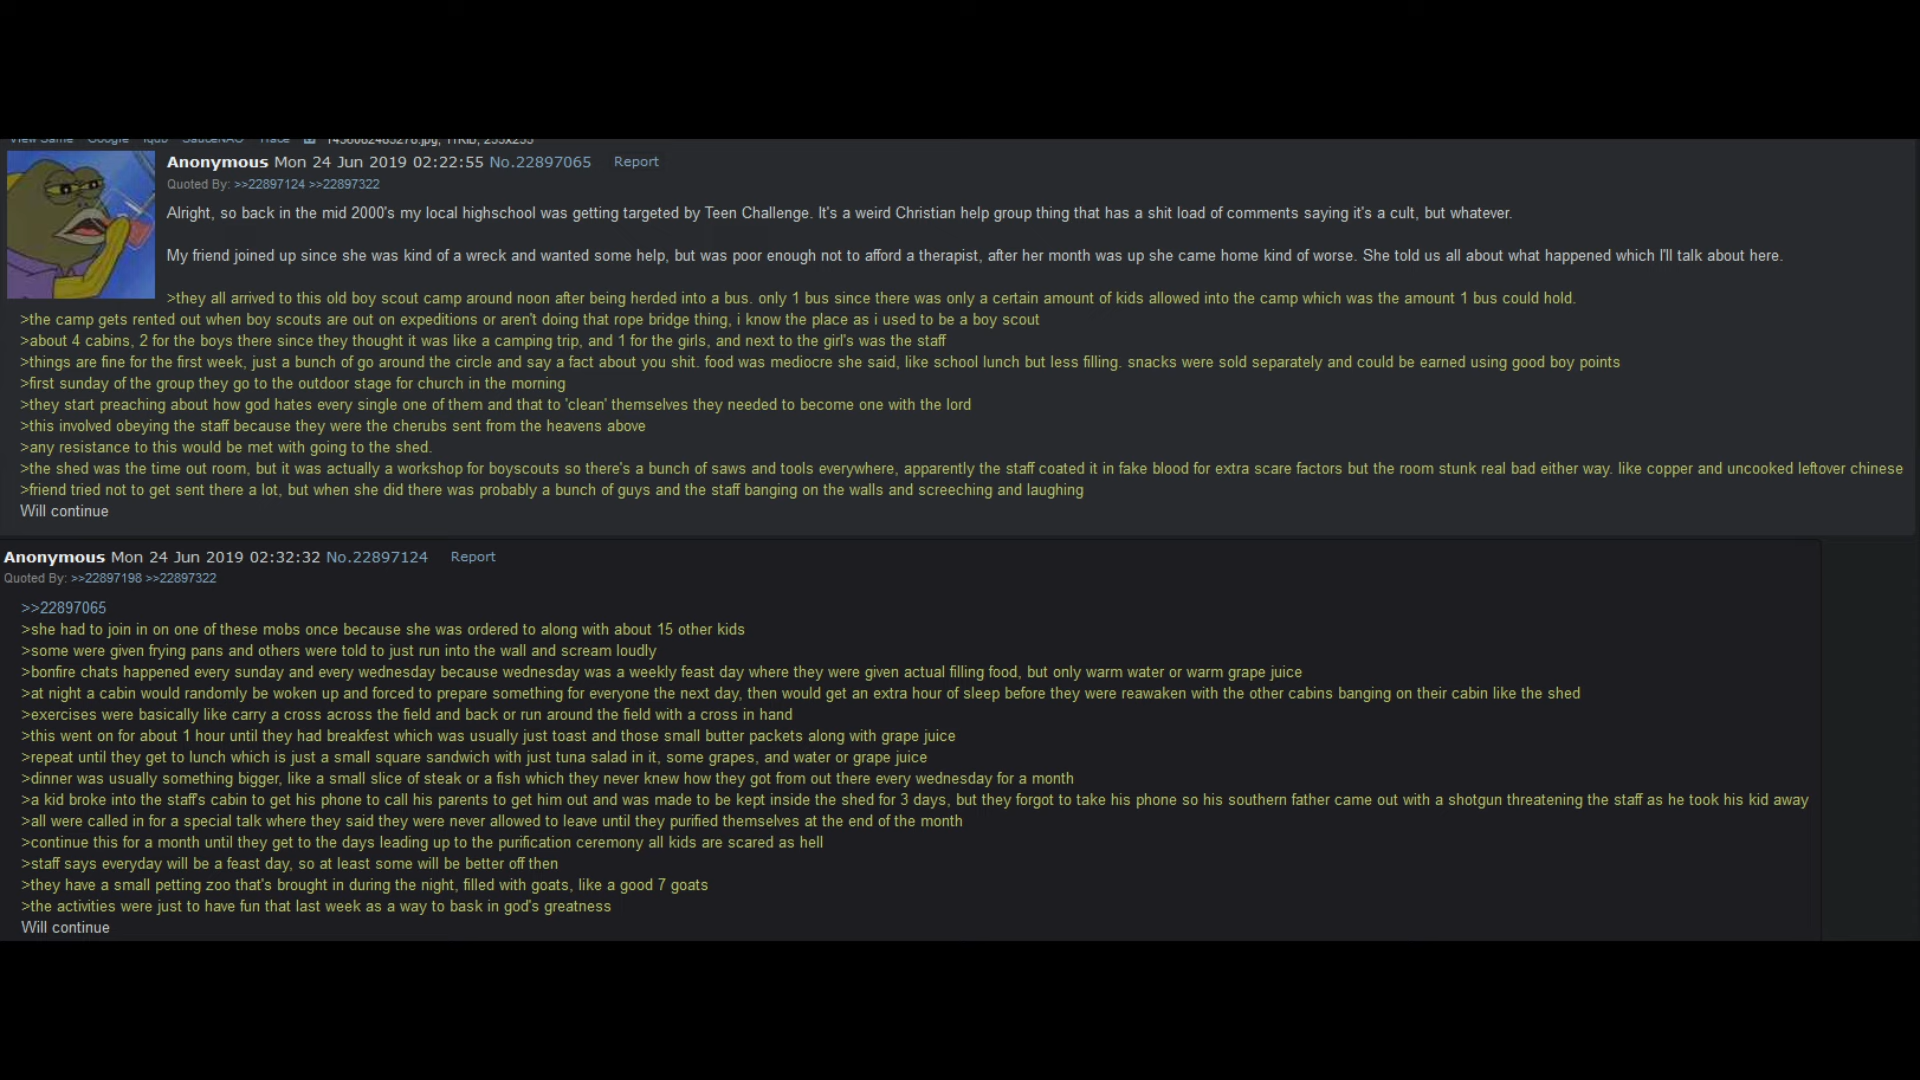 View Same Google iqdb SauceNAO Trace 1456082465278.jpg, 11KiB, 255x255
Anonymous Mon 24 Jun 2019 02:22:55 No.22897065 Report
Quoted By: >>22897124 >>22897322
Alright, so back in the mid 2000's my local highschool was getting targeted by Teen Challenge. It's a weird Christian help group thing that has a shit load of comments saying it's a cult, but whatever.
My friend joined up since she was kind of a wreck and wanted some help, but was poor enough not to afford a therapist, after her month was up she came home kind of worse. She told us all about what happened which I'll talk about here.
>they all arrived to this old boy scout camp around noon after being herded into a bus. only 1 bus since there was only a certain amount of kids allowed into the camp which was the amount 1 bus could hold.
>the camp gets rented out when boy scouts are out on expeditions or aren't doing that rope bridge thing, i know the place as i used to be a boy scout
>about 4 cabins, 2 for the boys there since they thought it was like a camping trip, and 1 for the girls, and next to the girl's was the staff
>things are fine for the first week, just a bunch of go around the circle and say a fact about you shit. food was mediocre she said, like school lunch but less filling. snacks were sold separately and could be earned using good boy points
>first sunday of the group they go to the outdoor stage for church in the morning
>they start preaching about how god hates every single one of them and that to 'clean' themselves they needed to become one with the lord
>this involved obeying the staff because they were the cherubs sent from the heavens above
>any resistance to this would be met with going to the shed.
>the shed was the time out room, but it was actually a workshop for boyscouts so there's a bunch of saws and tools everywhere, apparently the staff coated it in fake blood for extra scare factors but the room stunk real bad either way. like copper and uncooked leftover chinese
>friend tried not to get sent there a lot, but when she did there was probably a bunch of guys and the staff banging on the walls and screeching and laughing
Will continue
Anonymous Mon 24 Jun 2019 02:32:32 No.22897124 Report
Quoted By: >>22897198 >>22897322
>>22897065
>she had to join in on one of these mobs once because she was ordered to along with about 15 other kids
>some were given frying pans and others were told to just run into the wall and scream loudly
>bonfire chats happened every sunday and every wednesday because wednesday was a weekly feast day where they were given actual filling food, but only warm water or warm grape juice
>at night a cabin would randomly be woken up and forced to prepare something for everyone the next day, then would get an extra hour of sleep before they were reawaken with the other cabins banging on their cabin like the shed
>exercises were basically like carry a cross across the field and back or run around the field with a cross in hand
>this went on for about 1 hour until they had breakfest which was usually just toast and those small butter packets along with grape juice
>repeat until they get to lunch which is just a small square sandwich with just tuna salad in it, some grapes, and water or grape juice
>dinner was usually something bigger, like a small slice of steak or a fish which they never knew how they got from out there every wednesday for a month
>a kid broke into the staff's cabin to get his phone to call his parents to get him out and was made to be kept inside the shed for 3 days, but they forgot to take his phone so his southern father came out with a shotgun threatening the staff as he took his kid away
>all were called in for a special talk where they said they were never allowed to leave until they purified themselves at the end of the month
>continue this for a month until they get to the days leading up to the purification ceremony all kids are scared as hell
>staff says everyday will be a feast day, so at least some will be better off then
>they have a small petting zoo that's brought in during the night, filled with goats, like a good 7 goats
>the activities were just to have fun that last week as a way to bask in god's greatness
Will continue